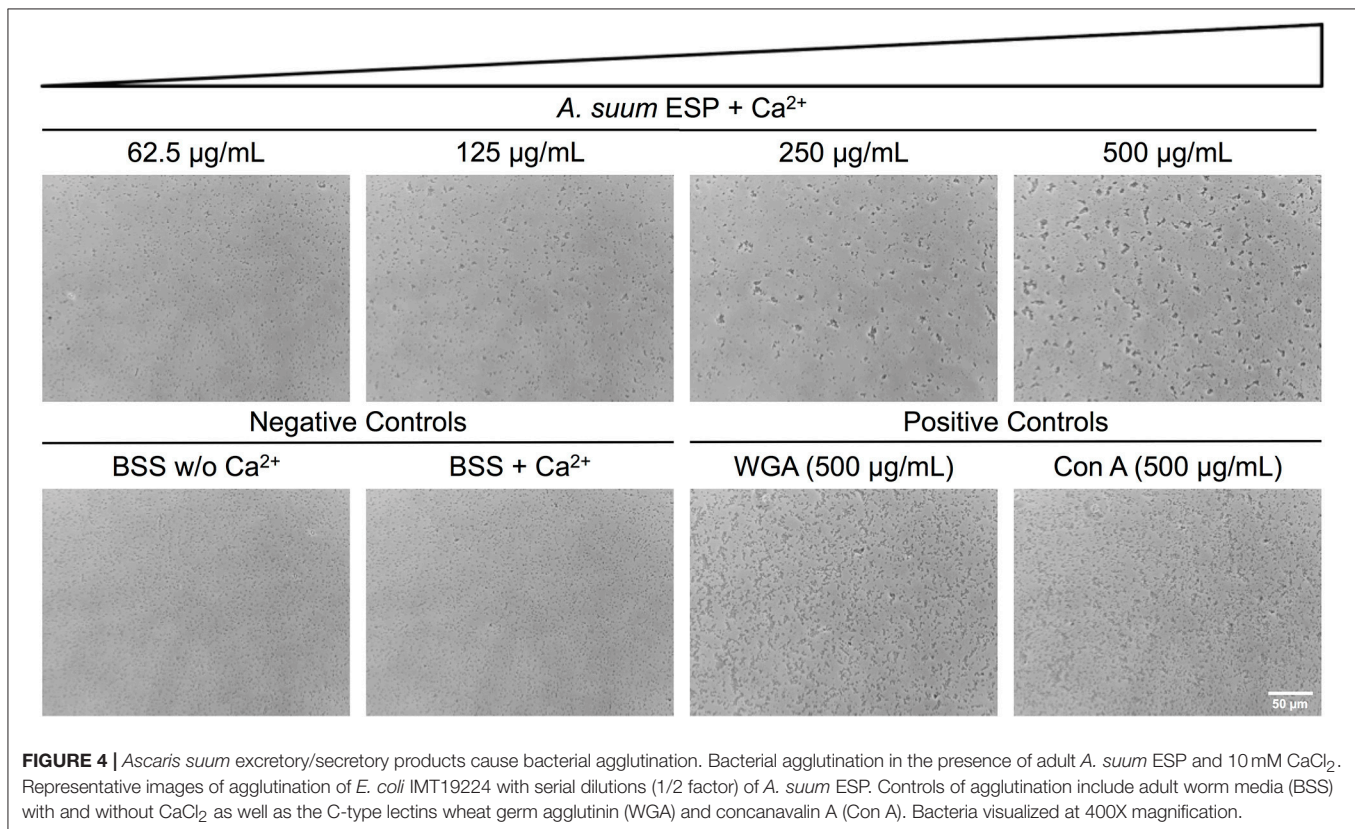 A. suum ESP + Ca²⁺
62.5 µg/mL 125 µg/mL 250 µg/mL 500 µg/mL
Negative Controls Positive Controls
BSS w/o Ca²⁺ BSS + Ca²⁺ WGA (500 µg/mL) Con A (500 µg/mL)
50 µm
FIGURE 4 | Ascaris suum excretory/secretory products cause bacterial agglutination. Bacterial agglutination in the presence of adult A. suum ESP and 10 mM CaCl₂.
Representative images of agglutination of E. coli IMT19224 with serial dilutions (1/2 factor) of A. suum ESP. Controls of agglutination include adult worm media (BSS)
with and without CaCl₂ as well as the C-type lectins wheat germ agglutinin (WGA) and concanavalin A (Con A). Bacteria visualized at 400X magnification.